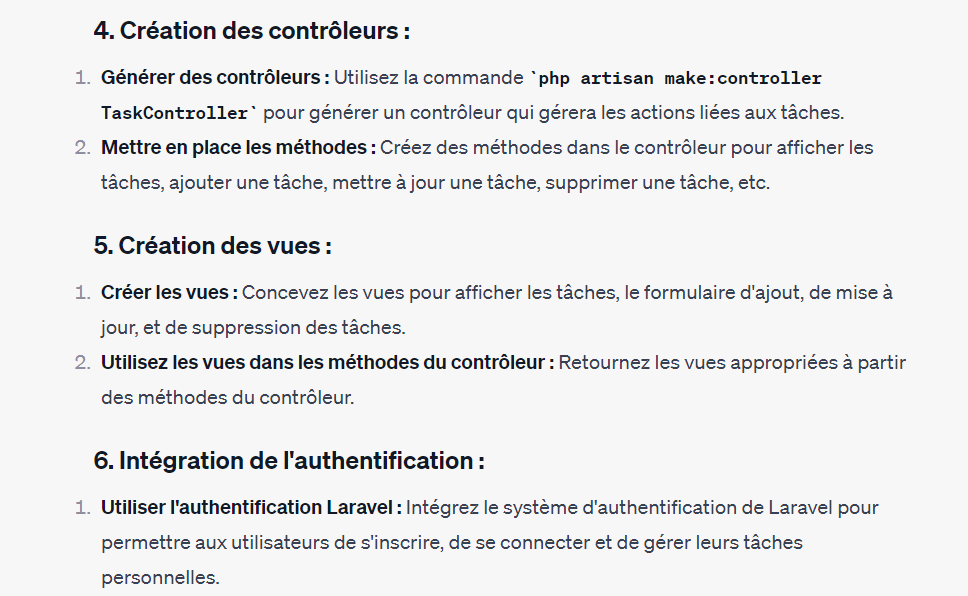 4. Création des contrôleurs :
1. Générer des contrôleurs : Utilisez la commande `php artisan make:controller
TaskController` pour générer un contrôleur qui gérera les actions liées aux tâches.
2. Mettre en place les méthodes : Créez des méthodes dans le contrôleur pour afficher les
tâches, ajouter une tâche, mettre à jour une tâche, supprimer une tâche, etc.
5. Création des vues :
1. Créer les vues : Concevez les vues pour afficher les tâches, le formulaire d'ajout, de mise à
jour, et de suppression des tâches.
2. Utilisez les vues dans les méthodes du contrôleur : Retournez les vues appropriées à partir
des méthodes du contrôleur.
6. Intégration de l'authentification :
1. Utiliser l'authentification Laravel : Intégrez le système d'authentification de Laravel pour
permettre aux utilisateurs de s'inscrire, de se connecter et de gérer leurs tâches
personnelles.